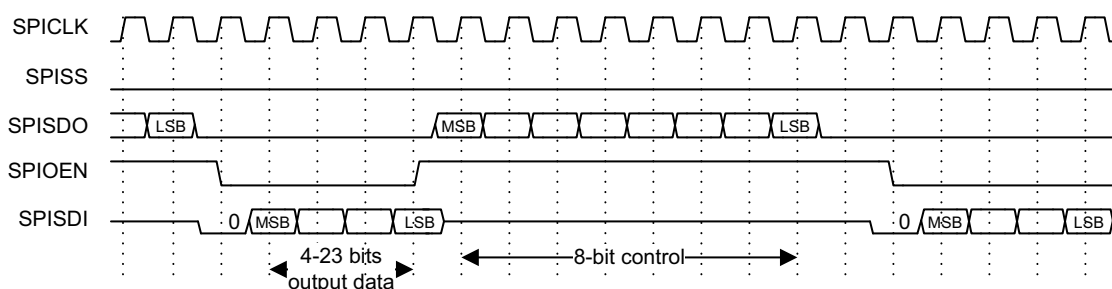 SPICLK
SPISS
SPISDO LSB MSB LSB
SPIOEN
SPISDI 0 MSB LSB 0 MSB LSB
4-23 bits 8-bit control
output data